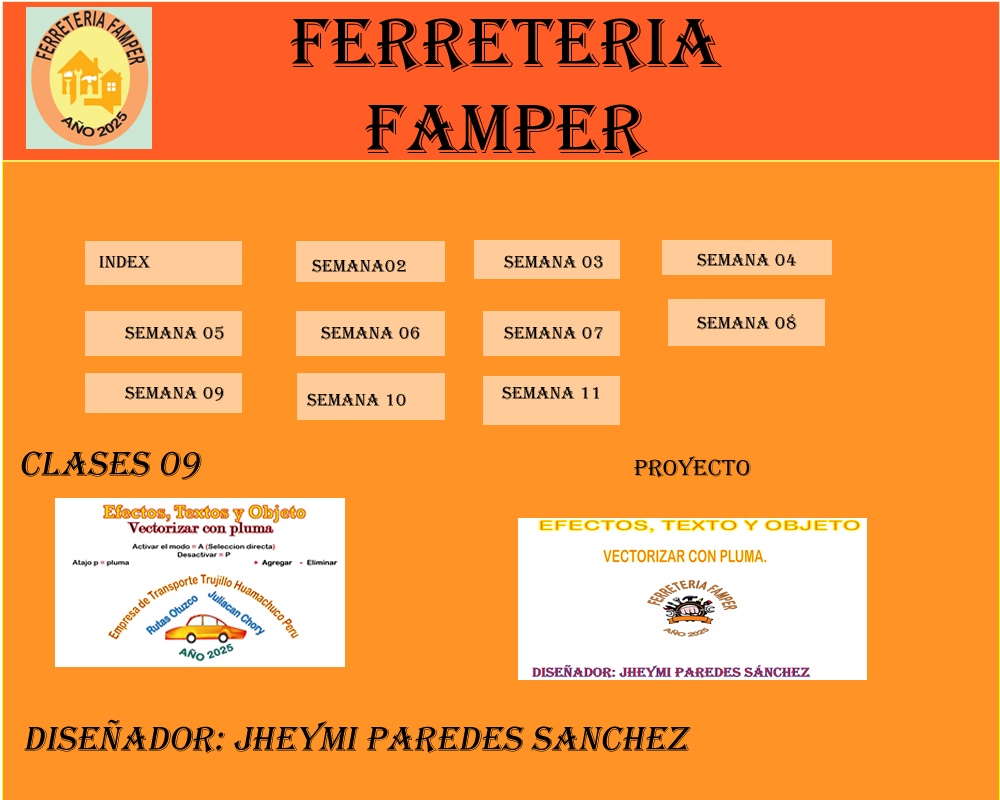 FERRETERIA FAMPER
AÑO 2025
FERRETERIA
FAMPER
INDEX
SEMANA02
SEMANA 03
SEMANA 04
SEMANA 05
SEMANA 06
SEMANA 07
SEMANA 08
SEMANA 09
SEMANA 10
SEMANA 11
CLASES 09
PROYECTO
Efectos, Textos y Objeto
Vectorizar con pluma
Activar el modo = A (Seleccion directa)
Desactivar = P
Atajo p = pluma
+ Agregar - Eliminar
Empresa de Transporte Trujillo Huamachuco Peru
Rutas Otuzco Juliacan Chory
AÑO 2025
EFECTOS, TEXTO Y OBJETO
VECTORIZAR CON PLUMA.
FERRETERIA FAMPER
AÑO 2025
DISEÑADOR: JHEYMI PAREDES SÁNCHEZ
DISEÑADOR: JHEYMI PAREDES SANCHEZ